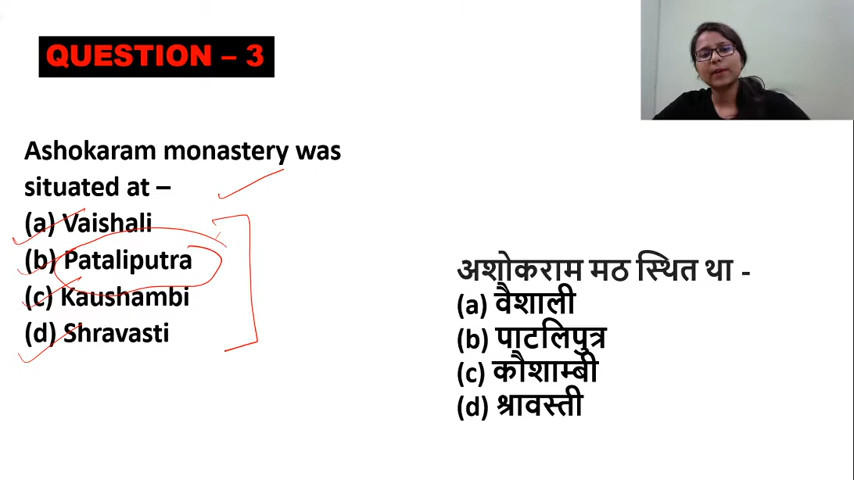 QUESTION – 3
Ashokaram monastery was
situated at –
(a) Vaishali
(b) Pataliputra
(c) Kaushambi
(d) Shravasti
अशोकराम मठ स्थित था -
(a) वैशाली
(b) पाटलिपुत्र
(c) कौशाम्बी
(d) श्रावस्ती